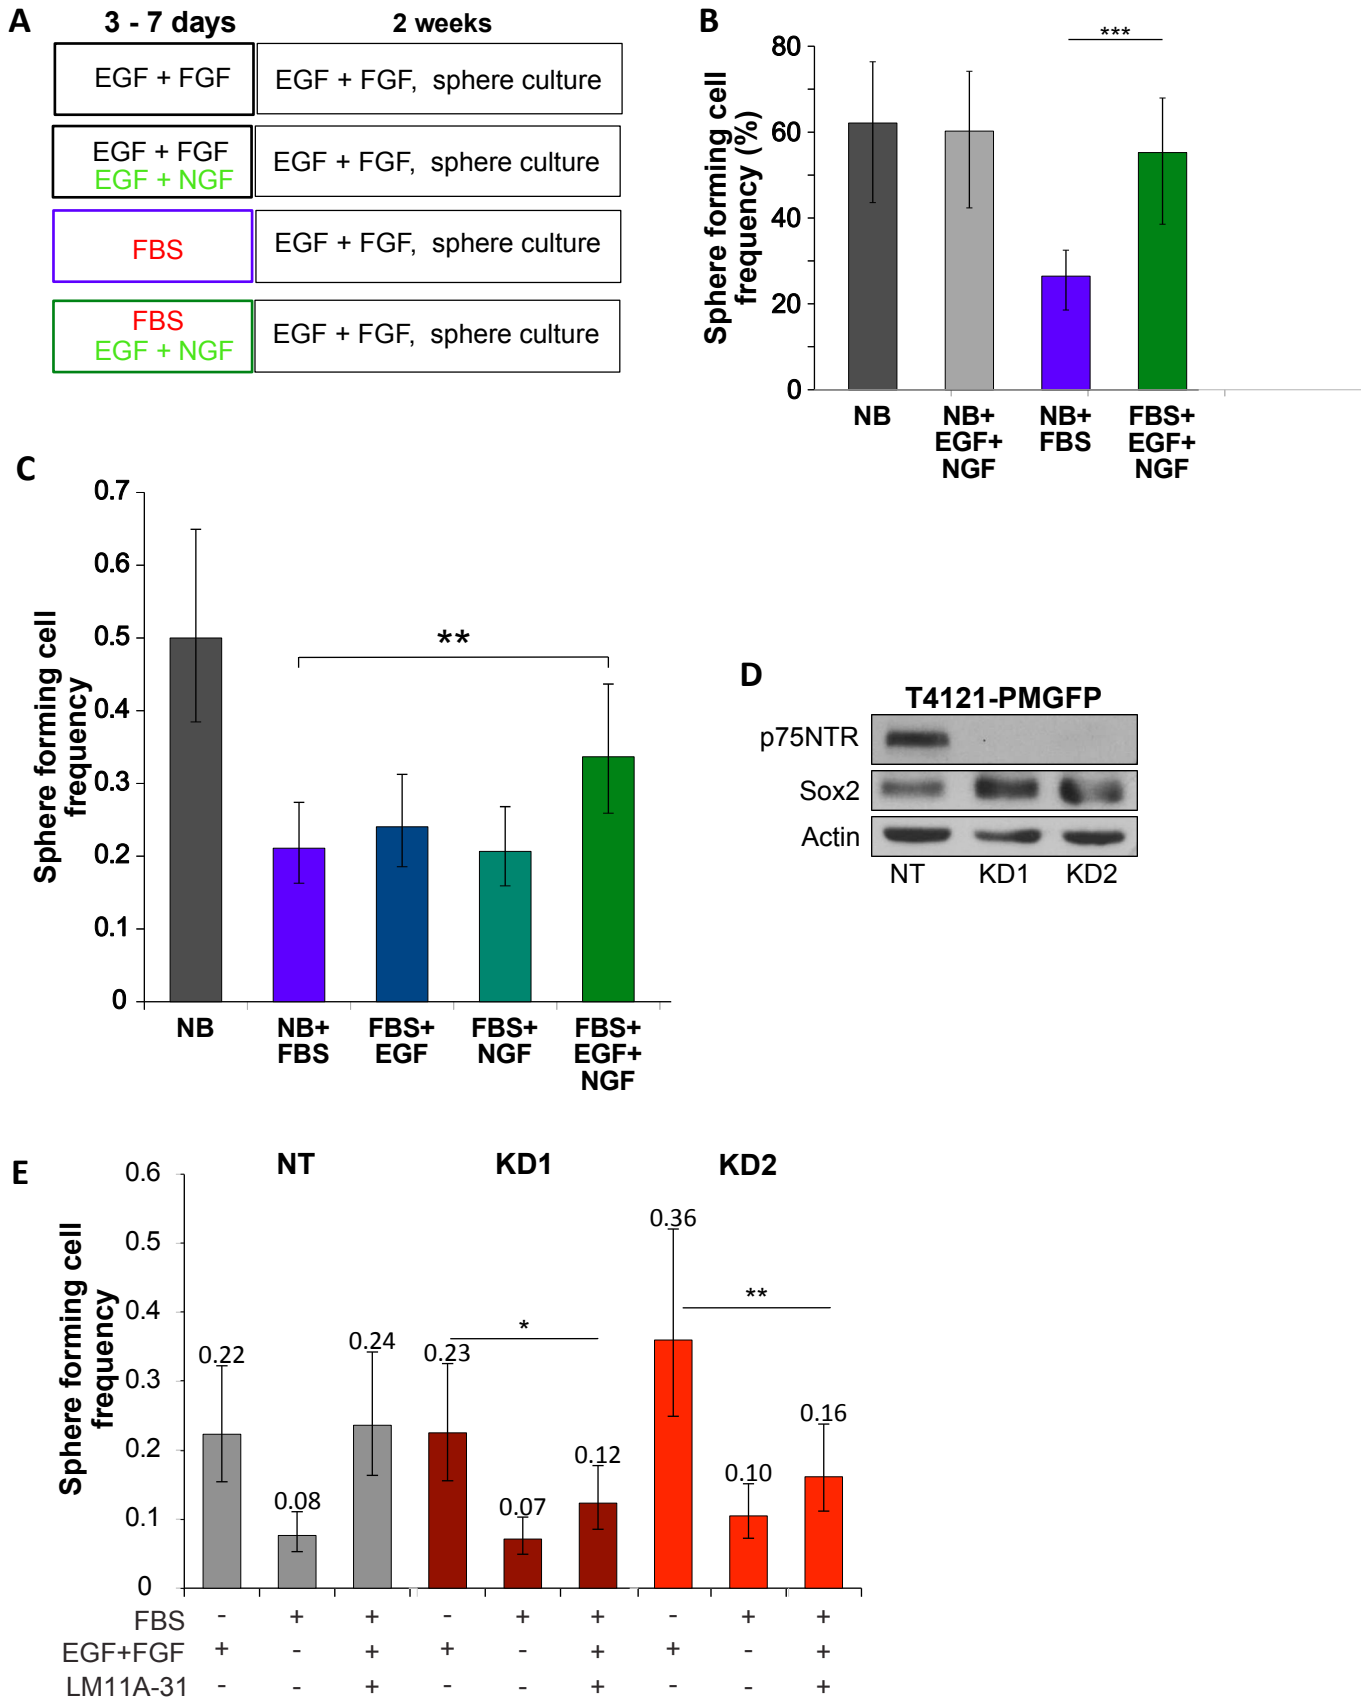 A
3 - 7 days
2 weeks
EGF + FGF
EGF + FGF, sphere culture
EGF + FGF
EGF + NGF
EGF + FGF, sphere culture
FBS
EGF + FGF, sphere culture
FBS
EGF + NGF
EGF + FGF, sphere culture
B
***
Sphere forming cell
frequency (%)
80
60
40
20
0
NB
NB+
EGF+
NGF
NB+
FBS
FBS+
EGF+
NGF
C
Sphere forming cell
frequency
0.7
0.6
0.5
0.4
0.3
0.2
0.1
0
**
NB
NB+
FBS
FBS+
EGF
FBS+
NGF
FBS+
EGF+
NGF
D
T4121-PMGFP
p75NTR
Sox2
Actin
NT KD1 KD2
E
NT KD1 KD2
Sphere forming cell
frequency
0.6
0.5
0.4
0.3
0.2
0.1
0
0.22
0.08
0.24
0.23
0.07
0.12
0.36
0.10
0.16
*
**
FBS - + + - + + - + +
EGF+FGF + - + + - + + - +
LM11A-31 - - + - - + - - +